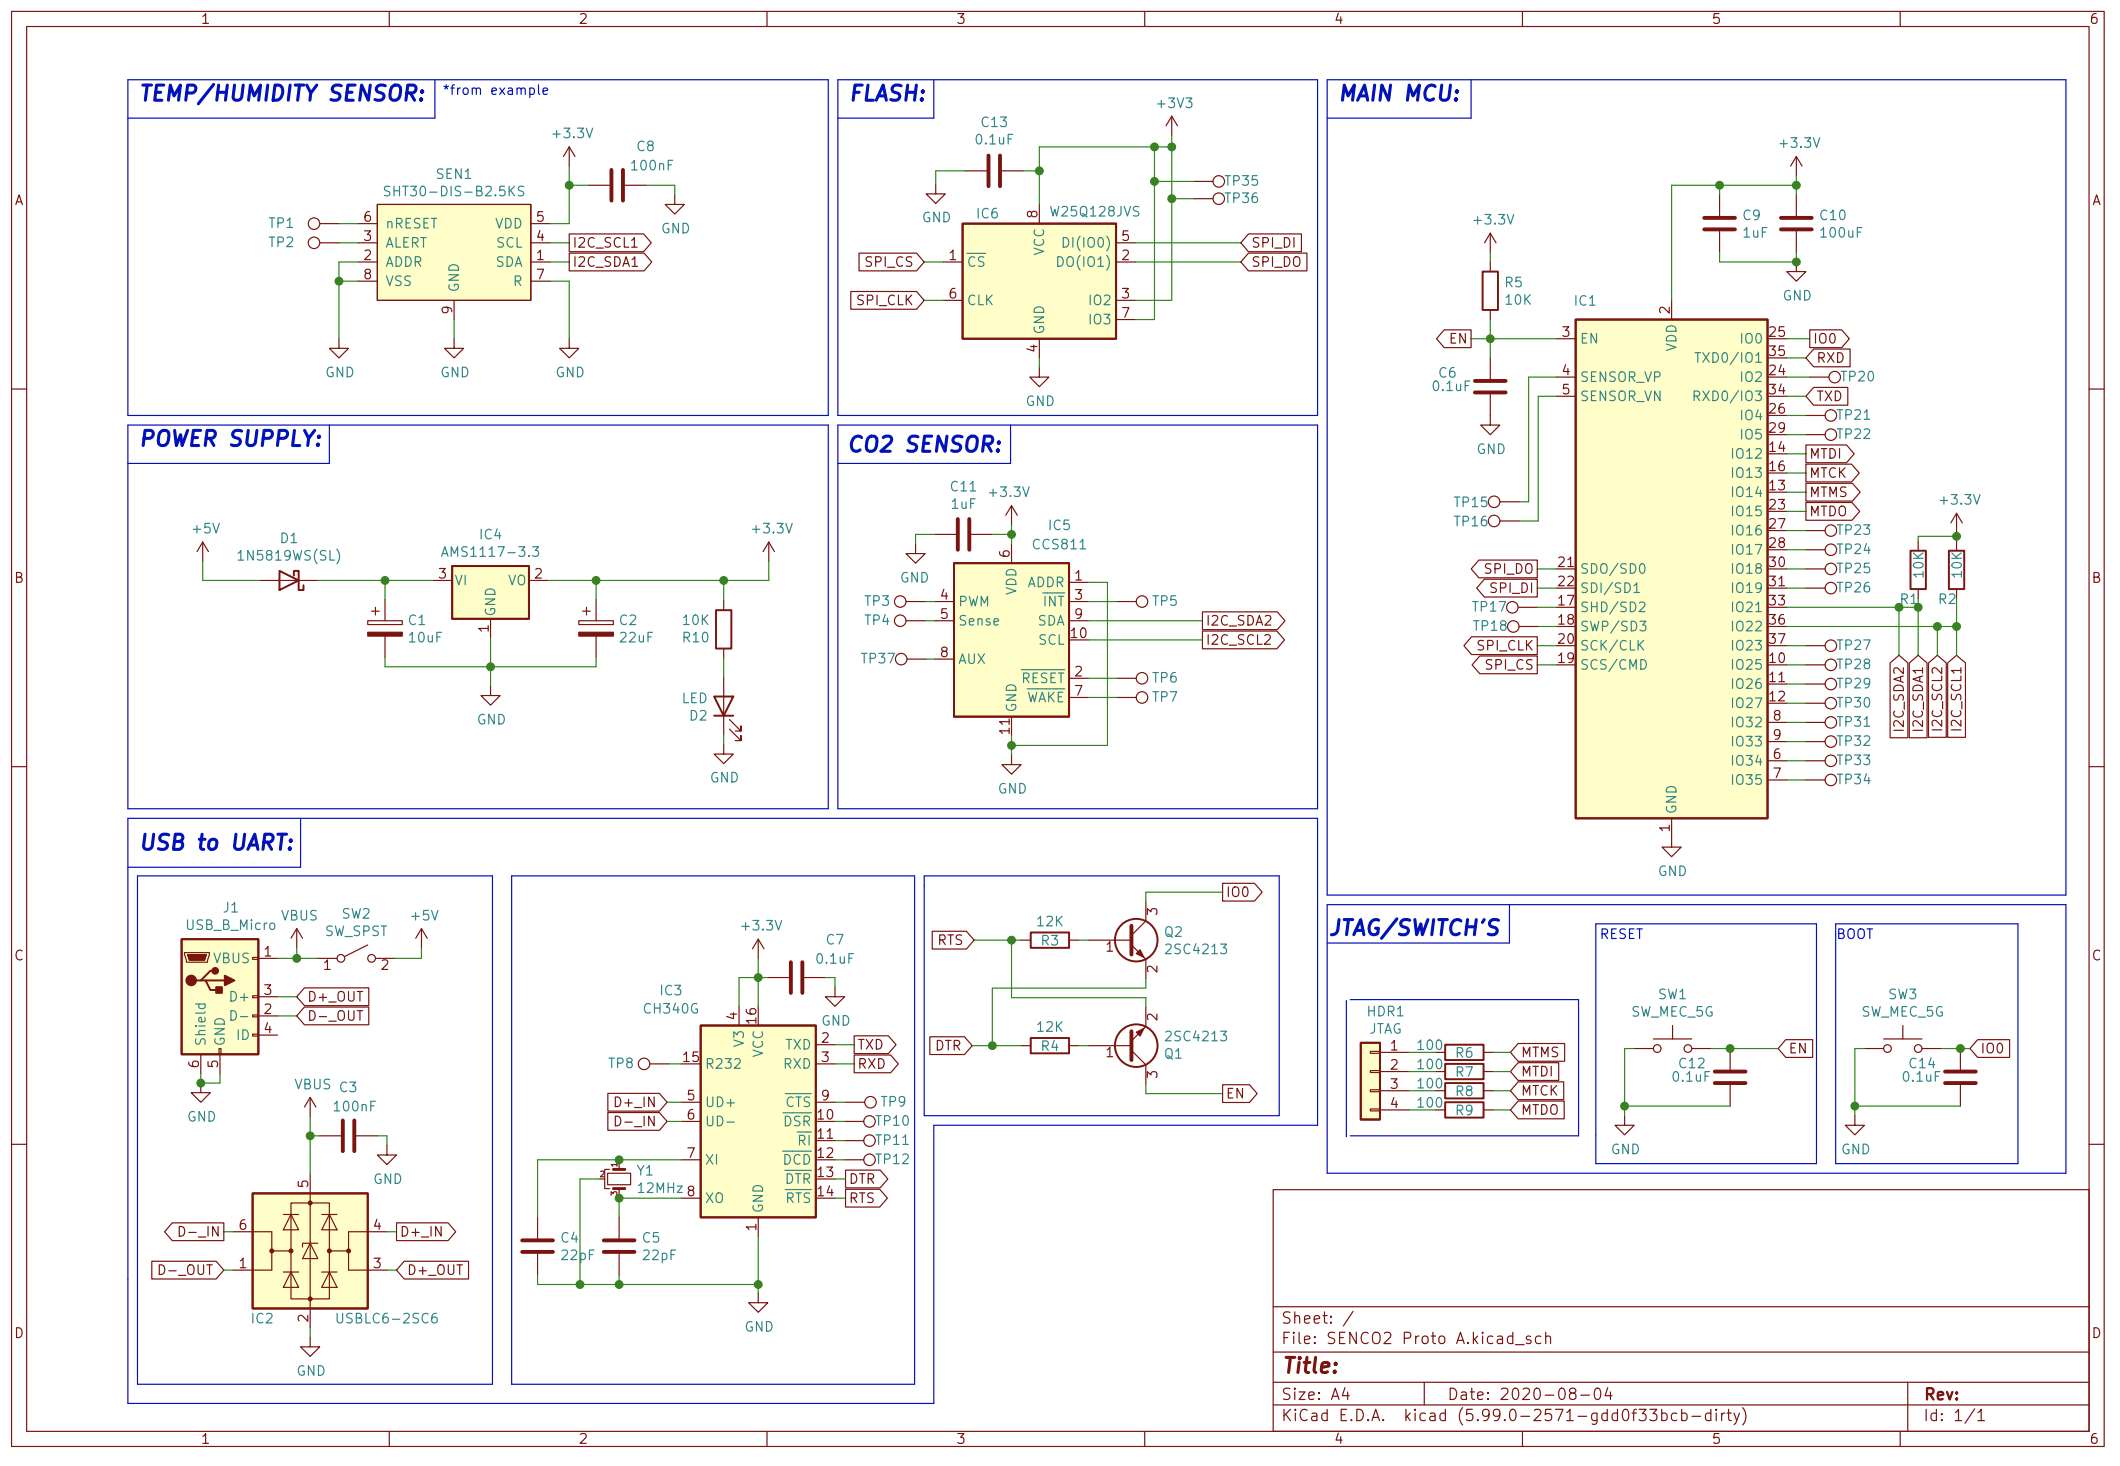 1 2 3 4 5 6
A
B
C
D
TEMP/HUMIDITY SENSOR:
*from example
+3.3V
C8
100nF
GND
SEN1
SHT30-DIS-B2.5KS
TP1
TP2
6 nRESET
3 ALERT
2 ADDR
8 VSS
GND
9
VDD 5
SCL 4
SDA 1
R 7
I2C_SCL1
I2C_SDA1
GND
GND
GND
FLASH:
+3V3
C13
0.1uF
GND
TP35
TP36
IC6
W25Q128JVS
8
VCC
SPI_CS
1 CS
SPI_CLK
6 CLK
DI(IO0) 5
DO(IO1) 2
IO2 3
IO3 7
SPI_DI
SPI_DO
GND
4
GND
MAIN MCU:
+3.3V
C9
1uF
C10
100uF
GND
+3.3V
R5
10K
EN
C6
0.1uF
GND
IC1
2
VDD
3 EN
4 SENSOR_VP
5 SENSOR_VN
TP15
TP16
SPI_DO
21 SDO/SD0
SPI_DI
22 SDI/SD1
TP17
17 SHD/SD2
TP18
18 SWP/SD3
SPI_CLK
20 SCK/CLK
SPI_CS
19 SCS/CMD
IO0 25 IO0
TXD0/IO1 35 RXD
IO2 24 TP20
RXD0/IO3 34 TXD
IO4 26 TP21
IO5 29 TP22
IO12 14 MTDI
IO13 16 MTCK
IO14 13 MTMS
IO15 23 MTDO
IO16 27 TP23
IO17 28 TP24
IO18 30 TP25
IO19 31 TP26
IO21 33
IO22 36
IO23 37 TP27
IO25 10 TP28
IO26 11 TP29
IO27 12 TP30
IO32 8 TP31
IO33 9 TP32
IO34 6 TP33
IO35 7 TP34
GND
1
GND
+3.3V
10K
R1
10K
R2
I2C_SDA2
I2C_SDA1
I2C_SCL2
I2C_SCL1
POWER SUPPLY:
+5V
D1
1N5819WS(SL)
IC4
AMS1117-3.3
3 VI
VO 2
GND
1
C1
10uF
C2
22uF
GND
+3.3V
10K
R10
LED
D2
GND
CO2 SENSOR:
C11
1uF
+3.3V
GND
IC5
CCS811
6
VDD
TP3
4 PWM
TP4
5 Sense
TP37
8 AUX
ADDR 1
INT 3
SDA 9
SCL 10
RESET 2
WAKE 7
TP5
I2C_SDA2
I2C_SCL2
TP6
TP7
GND
11
GND
USB to UART:
J1
USB_B_Micro
VBUS
SW2
SW_SPST
+5V
VBUS 1
D+ 3
D- 2
ID 4
Shield
GND
6
5
1
2
D+_OUT
D-_OUT
GND
VBUS
C3
100nF
GND
5
D-_IN
6
4
D+_IN
D-_OUT
1
3
D+_OUT
IC2
2
USBLC6-2SC6
GND
+3.3V
C7
0.1uF
GND
IC3
CH340G
4
V3
16
VCC
TP8
15 R232
D+_IN
5 UD+
D-_IN
6 UD-
7 XI
8 XO
TXD 2 TXD
RXD 3 RXD
CTS 9 TP9
DSR 10 TP10
RI 11 TP11
DCD 12 TP12
DTR 13 DTR
RTS 14 RTS
GND
1
Y1
12MHz
1
2
3
C4
22pF
C5
22pF
GND
IO0
RTS
12K
R3
1
3
2
Q2
2SC4213
DTR
12K
R4
1
2
3
2SC4213
Q1
EN
JTAG/SWITCH'S
HDR1
JTAG
1 100 R6 MTMS
2 100 R7 MTDI
3 100 R8 MTCK
4 100 R9 MTDO
RESET
SW1
SW_MEC_5G
EN
C12
0.1uF
GND
BOOT
SW3
SW_MEC_5G
IO0
C14
0.1uF
GND
Sheet: /
File: SENCO2 Proto A.kicad_sch
Title:
Size: A4
Date: 2020-08-04
Rev:
KiCad E.D.A. kicad (5.99.0-2571-gdd0f33bcb-dirty)
Id: 1/1
A
B
C
D
1 2 3 4 5 6